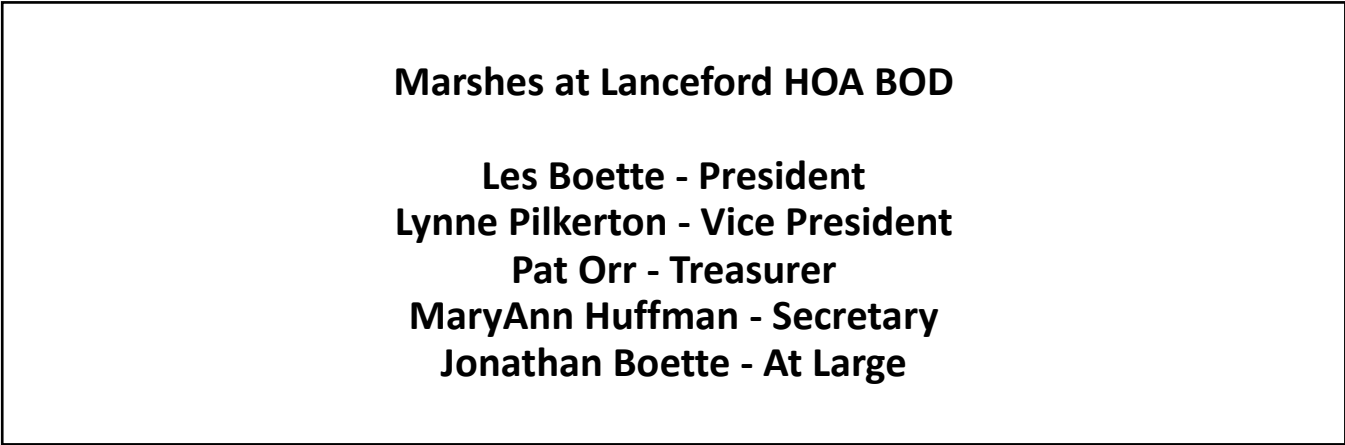 Marshes at Lanceford HOA BOD
Les Boette - President
Lynne Pilkerton - Vice President
Pat Orr - Treasurer
MaryAnn Huffman - Secretary
Jonathan Boette - At Large